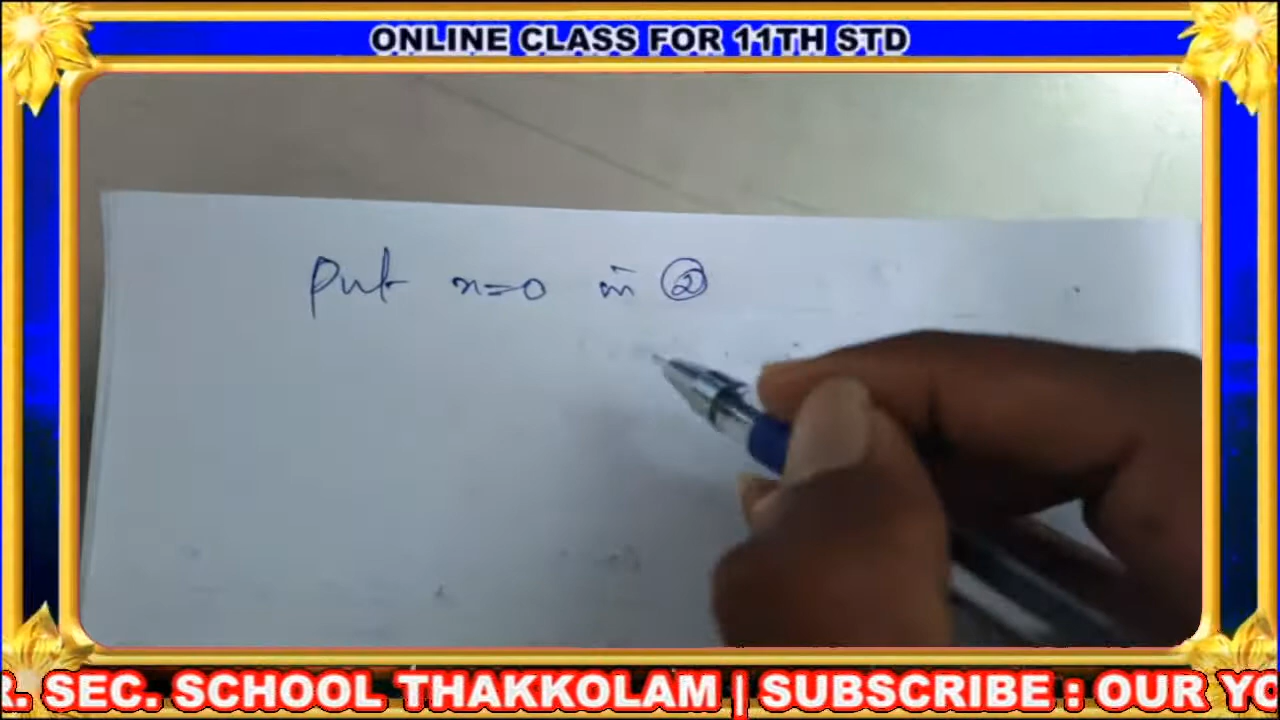 ONLINE CLASS FOR 11TH STD
Put x=0 in ②
R. SEC. SCHOOL THAKKOLAM | SUBSCRIBE : OUR YO